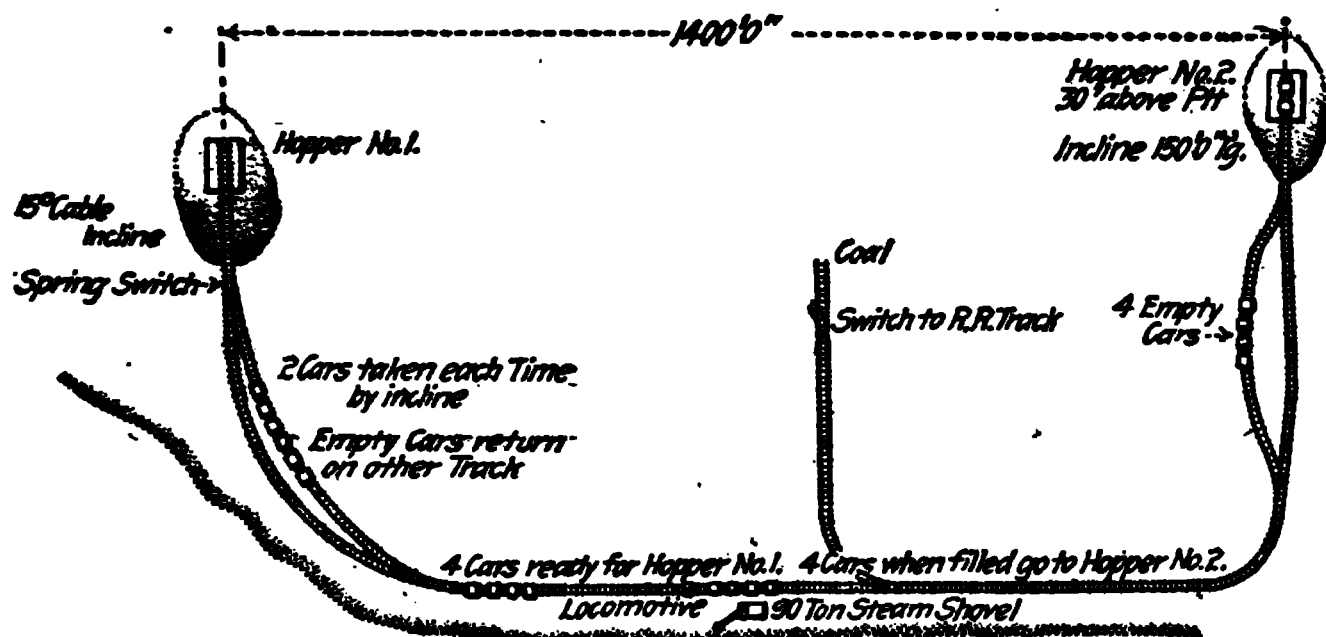 1400'0"
Hopper No.2.
30' above Pit
Incline 150'0" l'g.
Hopper No.1.
15° Cable
Incline
Spring Switch
Coal
Switch to R.R. Track
4 Empty
Cars
2 Cars taken each Time
by incline
Empty Cars return
on other Track
4 Cars ready for Hopper No.1. 4 Cars when filled go to Hopper No.2.
Locomotive 90 Ton Steam Shovel